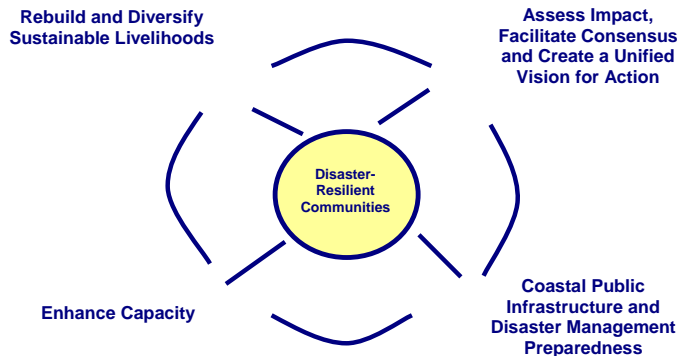 Rebuild and Diversify
Sustainable Livelihoods
Assess Impact,
Facilitate Consensus
and Create a Unified
Vision for Action
Disaster-
Resilient
Communities
Enhance Capacity
Coastal Public
Infrastructure and
Disaster Management
Preparedness